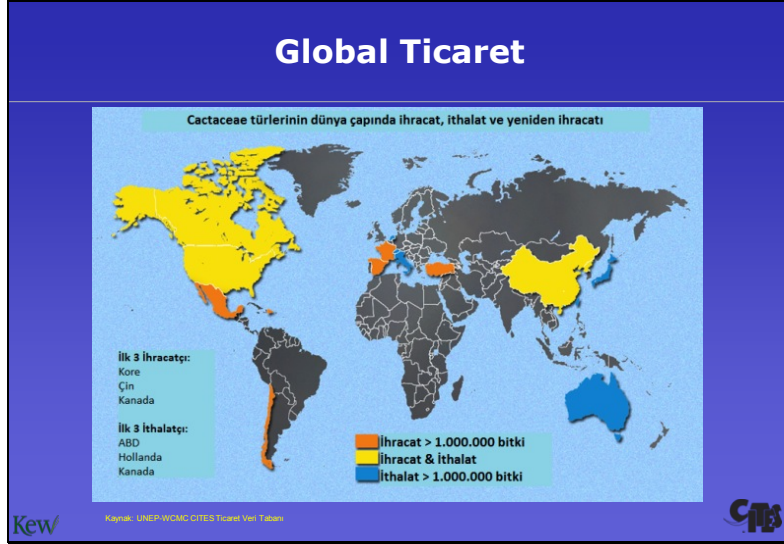 Global Ticaret
Cactaceae türlerinin dünya çapında ihracat, ithalat ve yeniden ihracatı
İlk 3 İhracatçı:
Kore
Çin
Kanada
İlk 3 İthalatçı:
ABD
Hollanda
Kanada
İhracat > 1.000.000 bitki
İhracat & İthalat
İthalat > 1.000.000 bitki
Kaynak: UNEP-WCMC CITES Ticaret Veri Tabanı
Kew
CITES